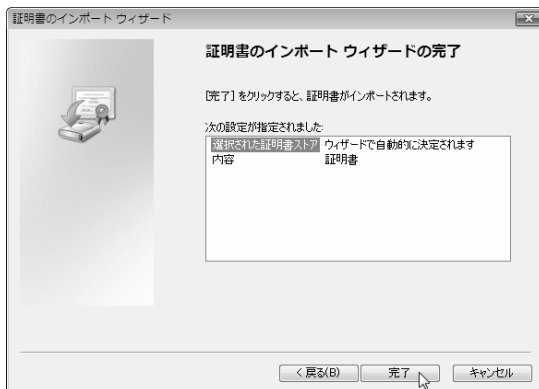 証明書のインポート ウィザード
証明書のインポート ウィザードの完了
[完了] をクリックすると、証明書がインポートされます。
次の設定が指定されました:
選択された証明書ストア ウィザードで自動的に決定されます
内容 証明書
< 戻る(B) 完了 キャンセル